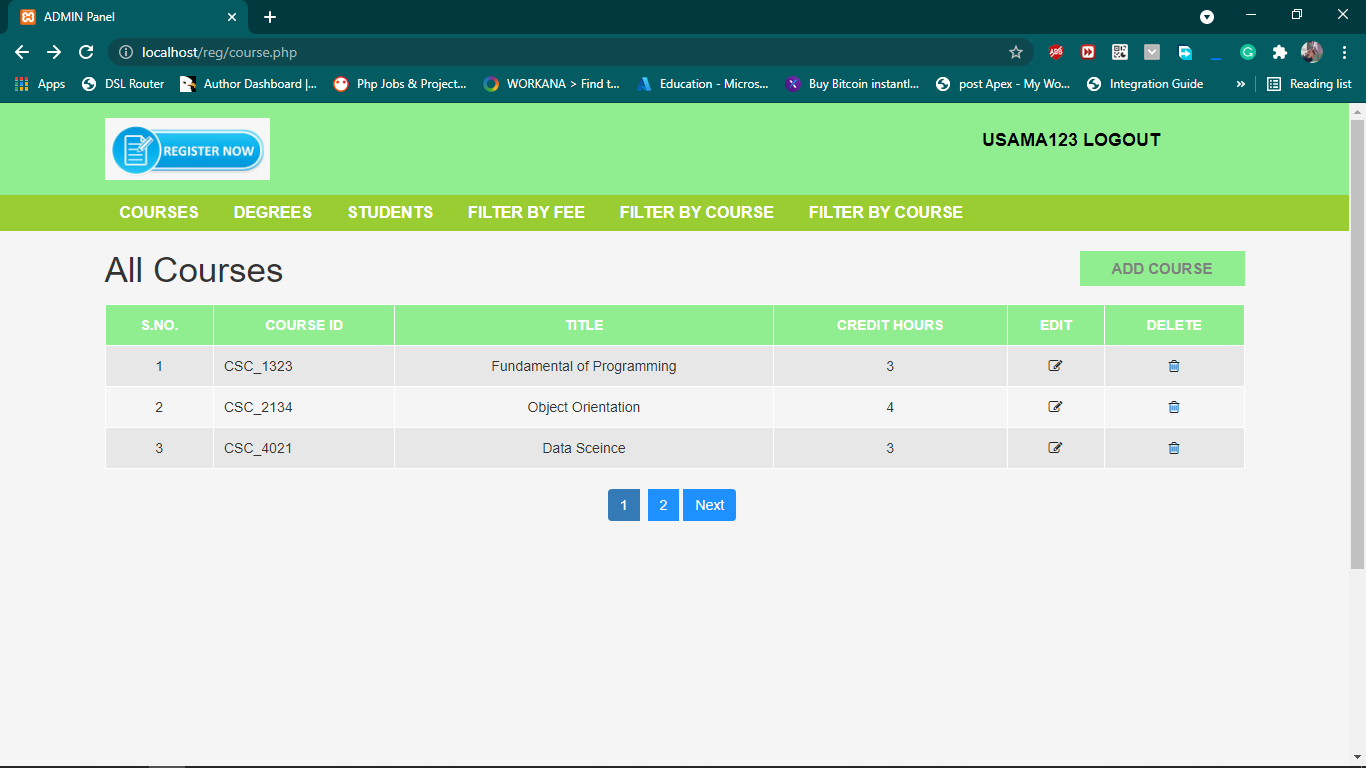 ADMIN Panel
localhost/reg/course.php
Apps DSL Router Author Dashboard |... Php Jobs & Project... WORKANA > Find t... Education - Micros... Buy Bitcoin instantl... post Apex - My Wo... Integration Guide » Reading list
REGISTER NOW
USAMA123 LOGOUT
COURSES DEGREES STUDENTS FILTER BY FEE FILTER BY COURSE FILTER BY COURSE
All Courses
ADD COURSE
S.NO. COURSE ID TITLE CREDIT HOURS EDIT DELETE
1 CSC_1323 Fundamental of Programming 3
2 CSC_2134 Object Orientation 4
3 CSC_4021 Data Sceince 3
1 2 Next